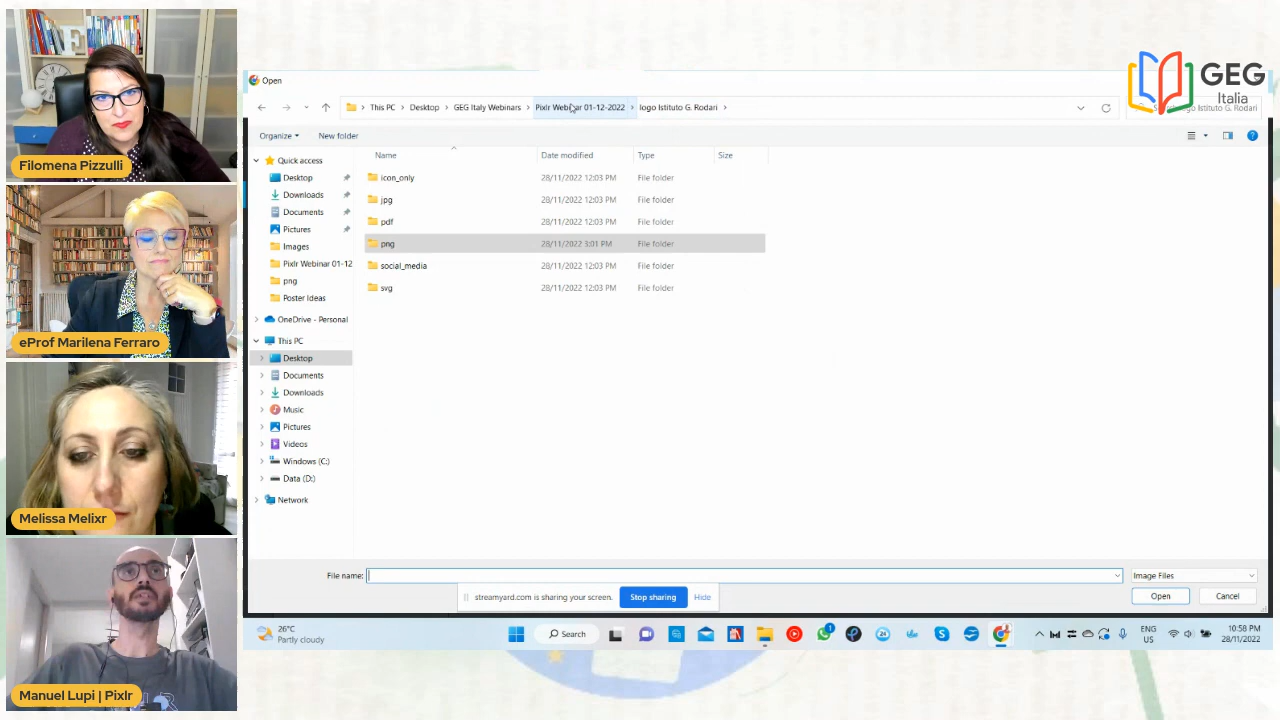 Filomena Pizzulli
eProf Marilena Ferraro
Melissa Melixr
Manuel Lupi | Pixlr
GEG
Italia
Open
This PC > Desktop > GEG Italy Webinars > Pixlr Webinar 01-12-2022 > logo Istituto G. Rodari >
Istituto G. Rodari
Organize
New folder
Name
Date modified
Type
Size
Quick access
Desktop
Downloads
Documents
Pictures
Images
Pixlr Webinar 01-12
png
Poster Ideas
OneDrive - Personal
This PC
Desktop
Documents
Downloads
Music
Pictures
Videos
Windows (C:)
Data (D:)
Network
icon_only 28/11/2022 12:03 PM File folder
jpg 28/11/2022 12:03 PM File folder
pdf 28/11/2022 12:03 PM File folder
png 28/11/2022 3:01 PM File folder
social_media 28/11/2022 12:03 PM File folder
svg 28/11/2022 12:03 PM File folder
File name:
Image Files
Open
Cancel
streamyard.com is sharing your screen.
Stop sharing
Hide
26°C
Partly cloudy
Search
1
ENG
US
10:58 PM
28/11/2022